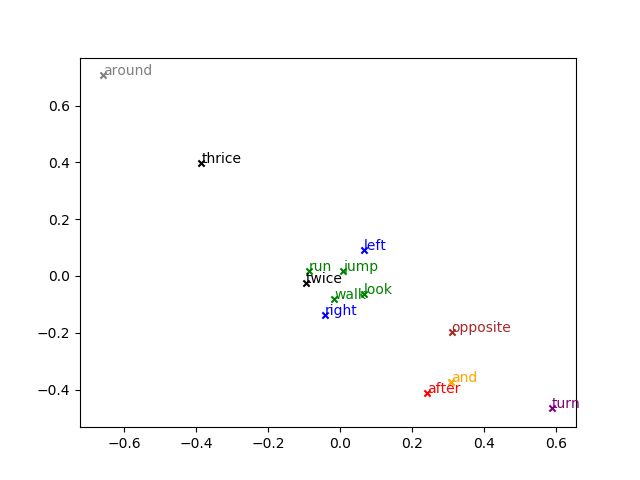 around
0.6
thrice
0.4
0.2
left
run
jump
0.0
twice
look
walk
right
−0.2
opposite
and
−0.4
after
turn
−0.6 −0.4 −0.2 0.0 0.2 0.4 0.6